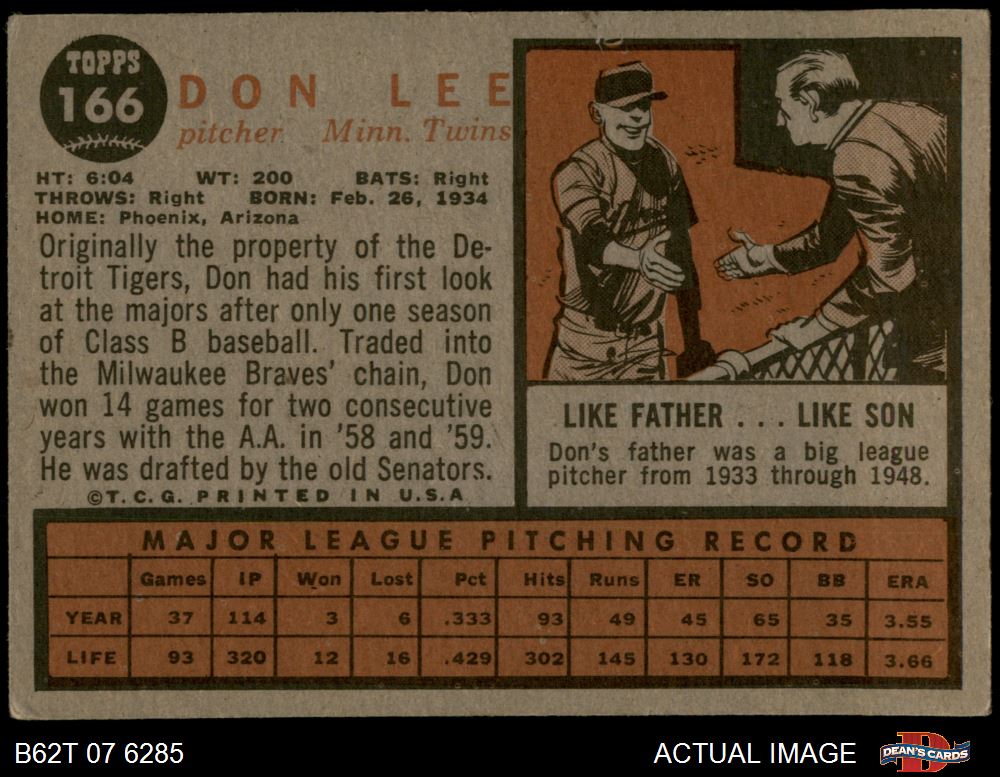 TOPPS
166
DON LEE
pitcher Minn. Twins
HT: 6:04 WT: 200 BATS: Right
THROWS: Right BORN: Feb. 26, 1934
HOME: Phoenix, Arizona
Originally the property of the De-
troit Tigers, Don had his first look
at the majors after only one season
of Class B baseball. Traded into
the Milwaukee Braves' chain, Don
won 14 games for two consecutive
years with the A.A. in '58 and '59.
He was drafted by the old Senators.
©T.C.G. PRINTED IN U.S.A
LIKE FATHER . . . LIKE SON
Don's father was a big league
pitcher from 1933 through 1948.
MAJOR LEAGUE PITCHING RECORD
Games IP Won Lost Pct Hits Runs ER SO BB ERA
YEAR 37 114 3 6 .333 93 49 45 65 35 3.55
LIFE 93 320 12 16 .429 302 145 130 172 118 3.66
B62T 07 6285 ACTUAL IMAGE DEAN'S CARDS